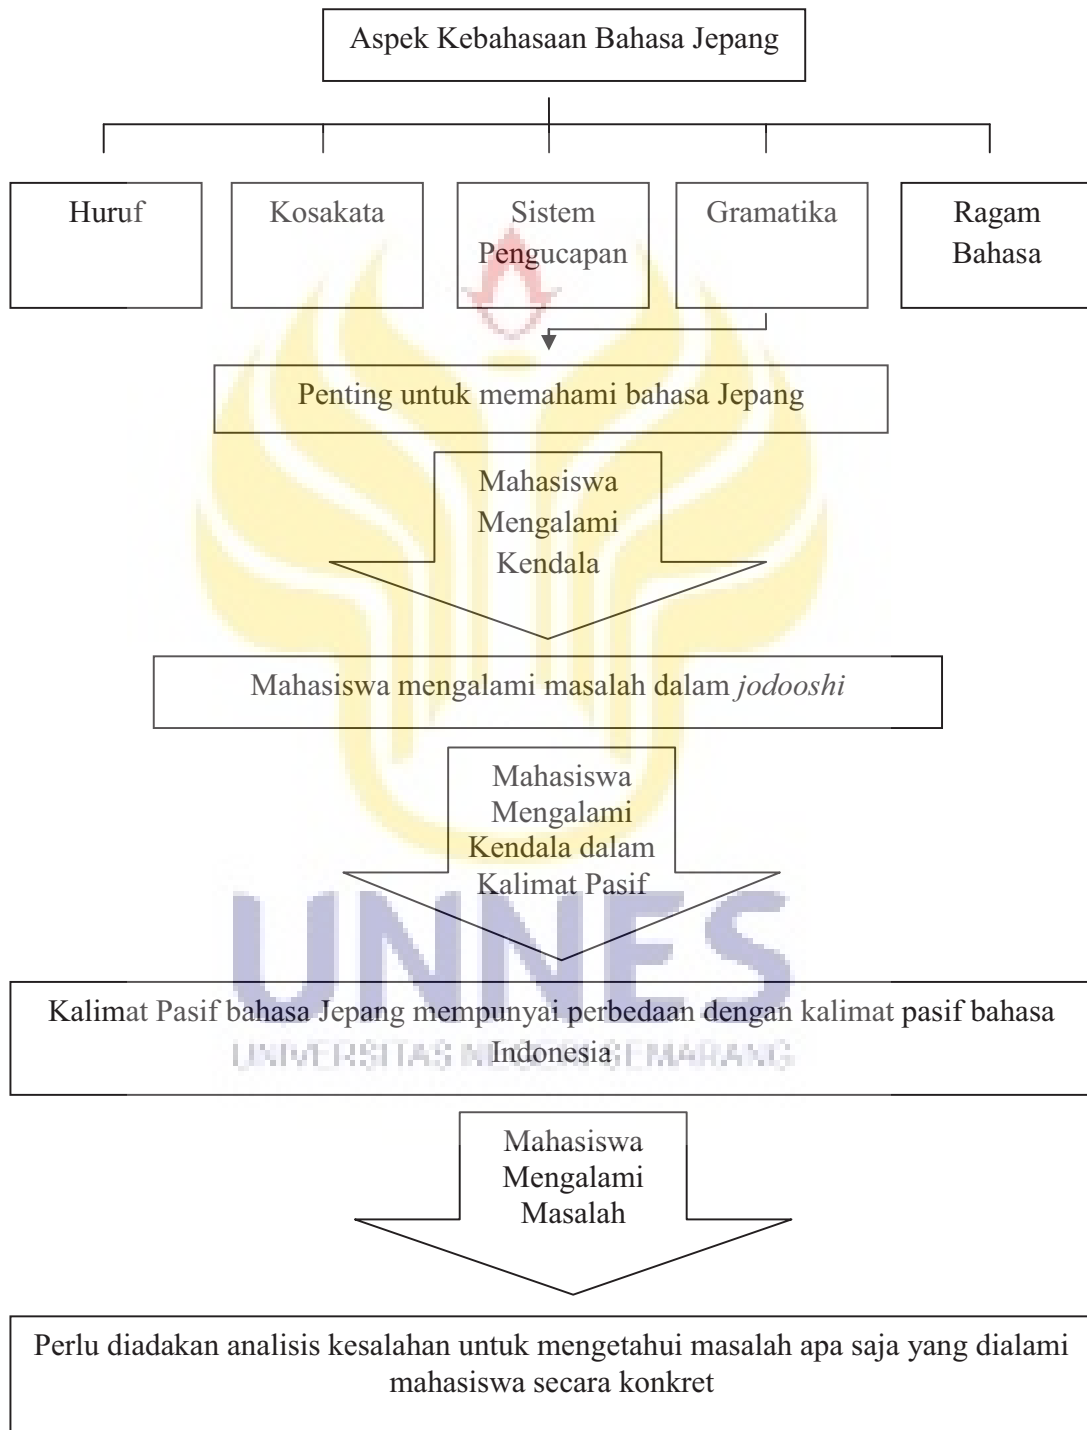 Aspek Kebahasaan Bahasa Jepang
Huruf
Kosakata
Sistem
Pengucapan
Gramatika
Ragam
Bahasa
Penting untuk memahami bahasa Jepang
Mahasiswa
Mengalami
Kendala
Mahasiswa mengalami masalah dalam jodooshi
Mahasiswa
Mengalami
Kendala dalam
Kalimat Pasif
UNNES
Kalimat Pasif bahasa Jepang mempunyai perbedaan dengan kalimat pasif bahasa
Indonesia
UNIVERSITAS NEGERI SEMARANG
Mahasiswa
Mengalami
Masalah
Perlu diadakan analisis kesalahan untuk mengetahui masalah apa saja yang dialami
mahasiswa secara konkret